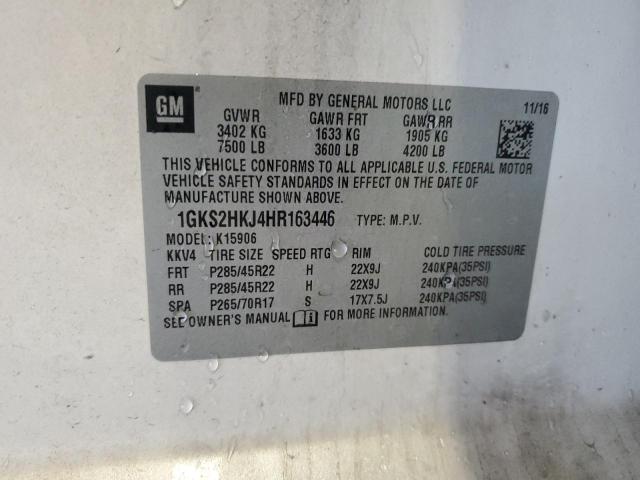 GM
MFD BY GENERAL MOTORS LLC 11/16
GVWR GAWR FRT GAWR RR
3402 KG 1633 KG 1905 KG
7500 LB 3600 LB 4200 LB
THIS VEHICLE CONFORMS TO ALL APPLICABLE U.S. FEDERAL MOTOR
VEHICLE SAFETY STANDARDS IN EFFECT ON THE DATE OF
MANUFACTURE SHOWN ABOVE.
1GKS2HKJ4HR163446 TYPE: M.P.V.
MODEL: K15906
KKV4 TIRE SIZE SPEED RTG RIM COLD TIRE PRESSURE
FRT P285/45R22 H 22X9J 240KPA(35PSI)
RR P285/45R22 H 22X9J 240KPA(35PSI)
SPA P265/70R17 S 17X7.5J 240KPA(35PSI)
SEE OWNER'S MANUAL FOR MORE INFORMATION.